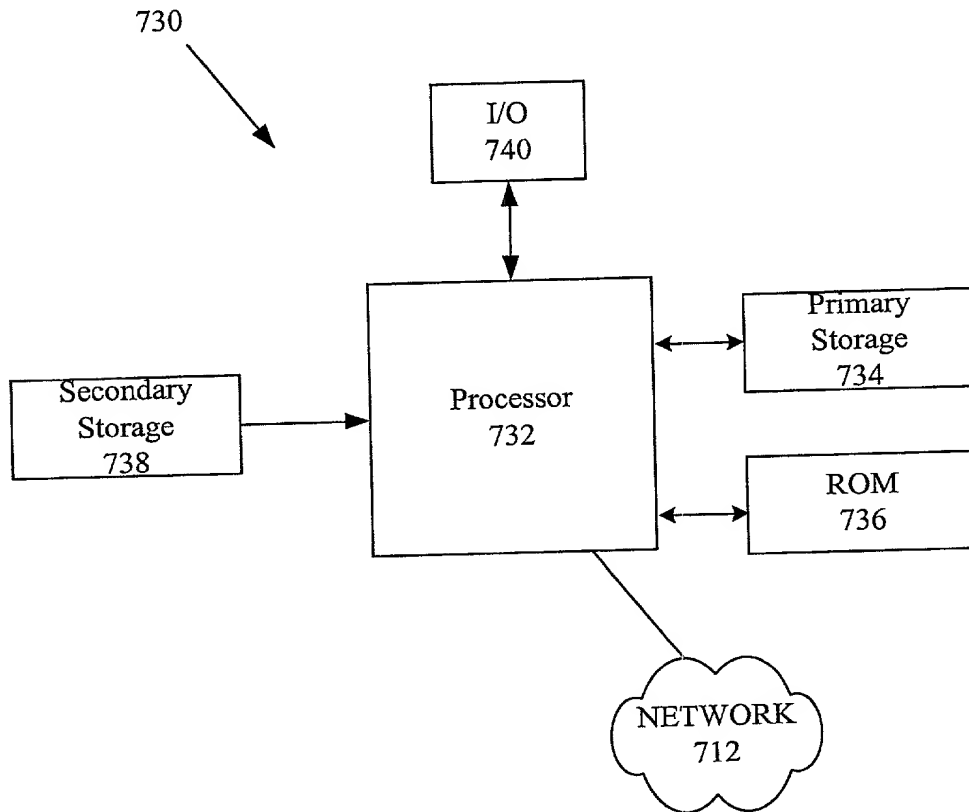 730
I/O
740
Primary
Storage
734
Secondary
Storage
738
Processor
732
ROM
736
NETWORK
712